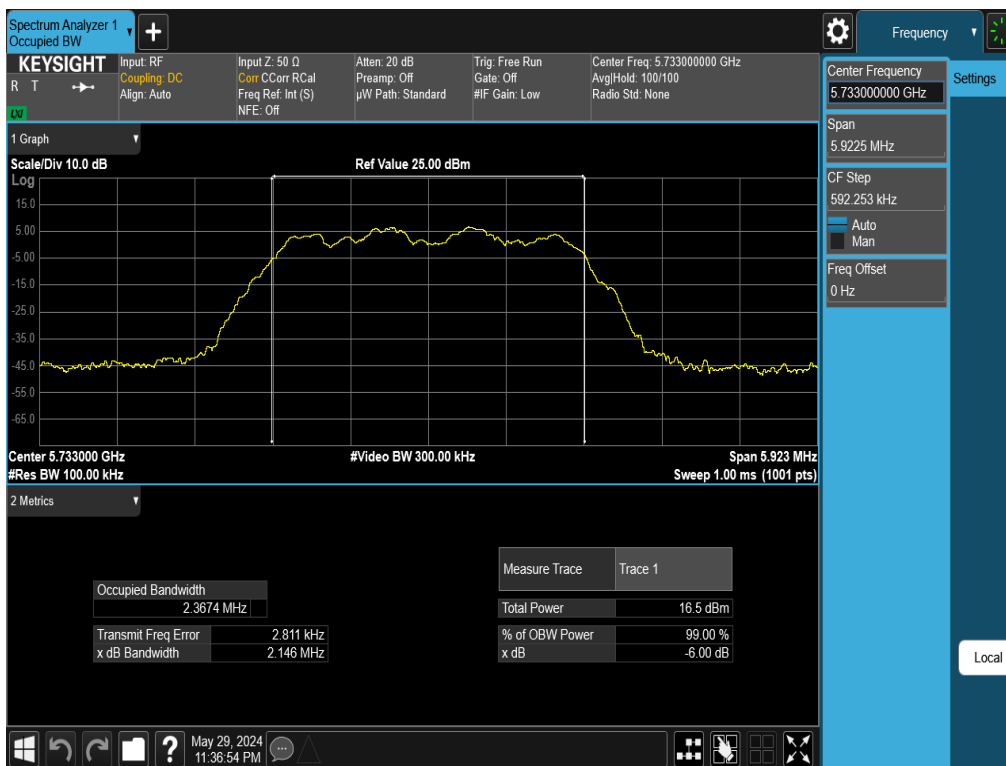 Spectrum Analyzer 1
Occupied BW
+
Frequency
KEYSIGHT
R T
LXI
Input: RF
Coupling: DC
Align: Auto
Input Z: 50 Ω
Corr CCorr RCal
Freq Ref: Int (S)
NFE: Off
Atten: 20 dB
Preamp: Off
µW Path: Standard
Trig: Free Run
Gate: Off
#IF Gain: Low
Center Freq: 5.733000000 GHz
Avg|Hold: 100/100
Radio Std: None
Center Frequency
5.733000000 GHz
Settings
Span
5.9225 MHz
CF Step
592.253 kHz
Auto
Man
Freq Offset
0 Hz
Local
1 Graph
Scale/Div 10.0 dB
Ref Value 25.00 dBm
Log
15.0
5.00
-5.00
-15.0
-25.0
-35.0
-45.0
-55.0
-65.0
Center 5.733000 GHz
#Video BW 300.00 kHz
Span 5.923 MHz
#Res BW 100.00 kHz
Sweep 1.00 ms (1001 pts)
2 Metrics
Occupied Bandwidth
2.3674 MHz
Transmit Freq Error 2.811 kHz
x dB Bandwidth 2.146 MHz
Measure Trace Trace 1
Total Power 16.5 dBm
% of OBW Power 99.00 %
x dB -6.00 dB
?
May 29, 2024
11:36:54 PM